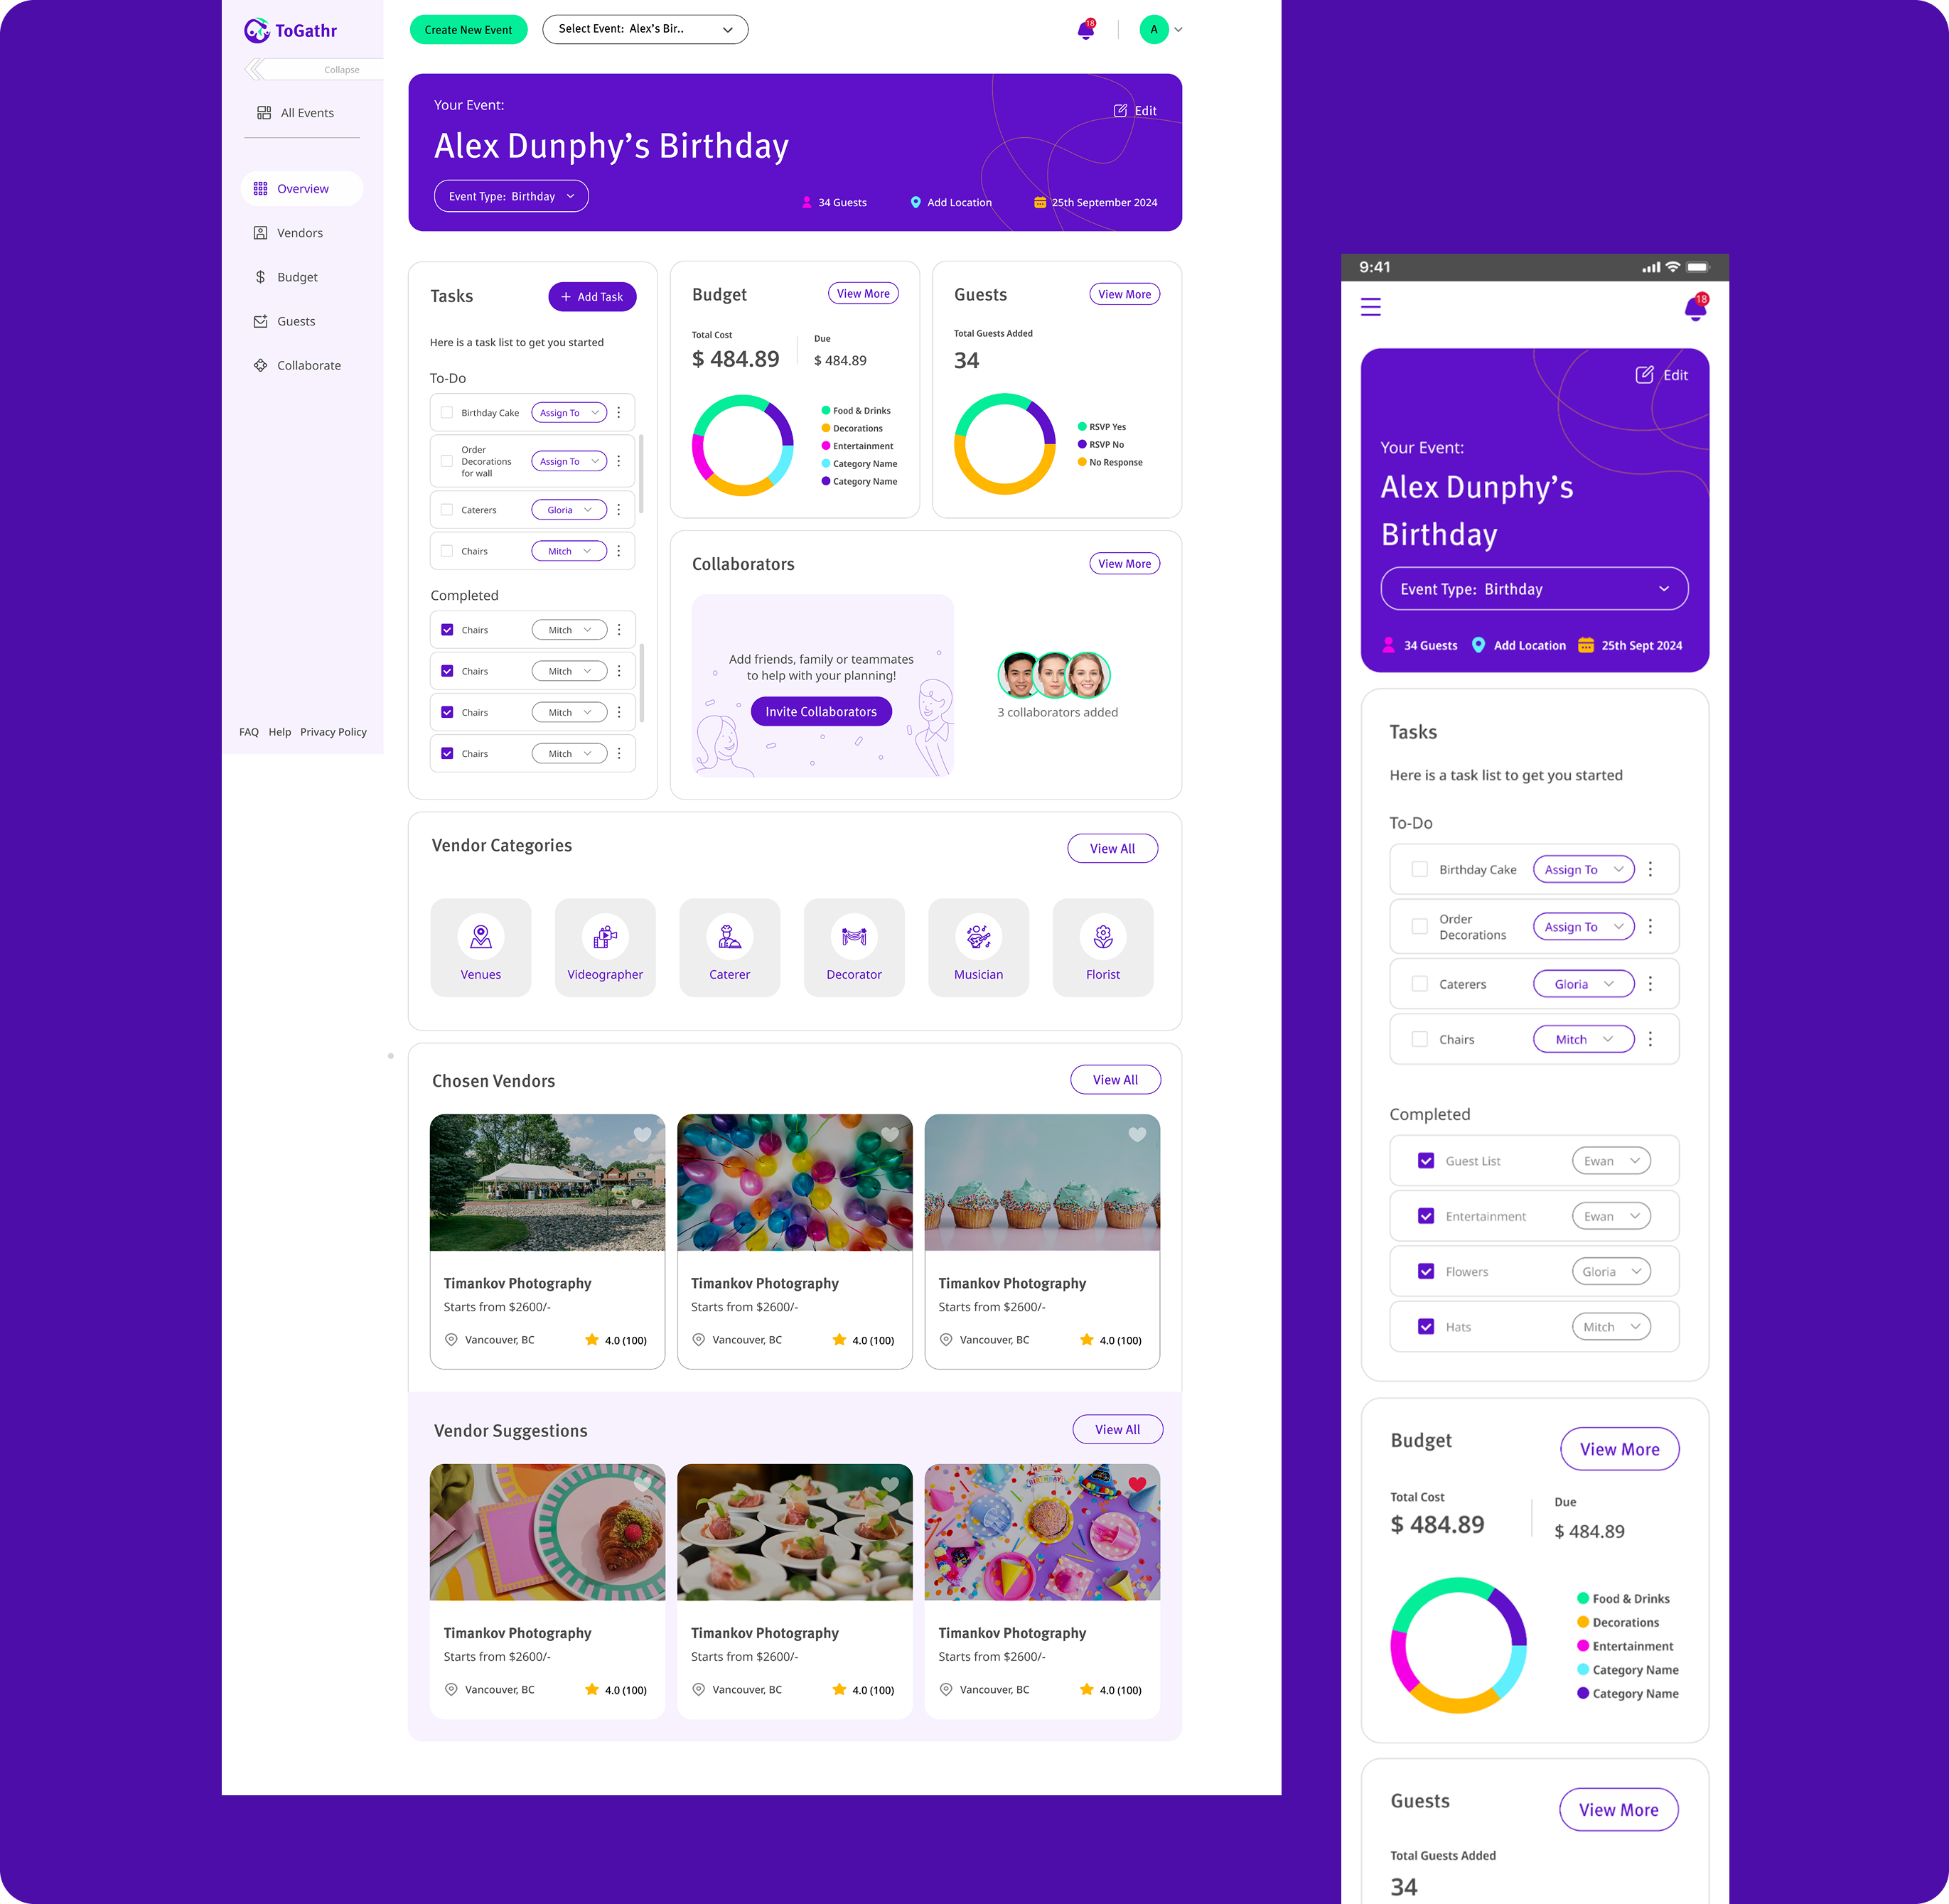 ToGathr
Collapse
All Events
Overview
Vendors
Budget
Guests
Collaborate
FAQ Help Privacy Policy
Create New Event
Select Event: Alex's Bir..
18
A
Your Event:
Edit
Alex Dunphy's Birthday
Event Type: Birthday
34 Guests
Add Location
25th September 2024
Tasks
+ Add Task
Here is a task list to get you started
To-Do
Birthday Cake Assign To
Order
Decorations
for wall
Assign To
Caterers Gloria
Chairs Mitch
Completed
Chairs Mitch
Chairs Mitch
Chairs Mitch
Chairs Mitch
Budget
View More
Total Cost
$ 484.89
Due
$ 484.89
Food & Drinks
Decorations
Entertainment
Category Name
Category Name
Guests
View More
Total Guests Added
34
RSVP Yes
RSVP No
No Response
Collaborators
View More
Add friends, family or teammates
to help with your planning!
Invite Collaborators
3 collaborators added
Vendor Categories
View All
Venues
Videographer
Caterer
Decorator
Musician
Florist
Chosen Vendors
View All
Timankov Photography
Starts from $2600/-
Vancouver, BC 4.0 (100)
Timankov Photography
Starts from $2600/-
Vancouver, BC 4.0 (100)
Timankov Photography
Starts from $2600/-
Vancouver, BC 4.0 (100)
Vendor Suggestions
View All
BIRTHDAY
Timankov Photography
Starts from $2600/-
Vancouver, BC 4.0 (100)
Timankov Photography
Starts from $2600/-
Vancouver, BC 4.0 (100)
Timankov Photography
Starts from $2600/-
Vancouver, BC 4.0 (100)
9:41
18
Edit
Your Event:
Alex Dunphy's
Birthday
Event Type: Birthday
34 Guests
Add Location
25th Sept 2024
Tasks
Here is a task list to get you started
To-Do
Birthday Cake Assign To
Order
Decorations
Assign To
Caterers Gloria
Chairs Mitch
Completed
Guest List Ewan
Entertainment Ewan
Flowers Gloria
Hats Mitch
Budget
View More
Total Cost
$ 484.89
Due
$ 484.89
Food & Drinks
Decorations
Entertainment
Category Name
Category Name
Guests
View More
Total Guests Added
34